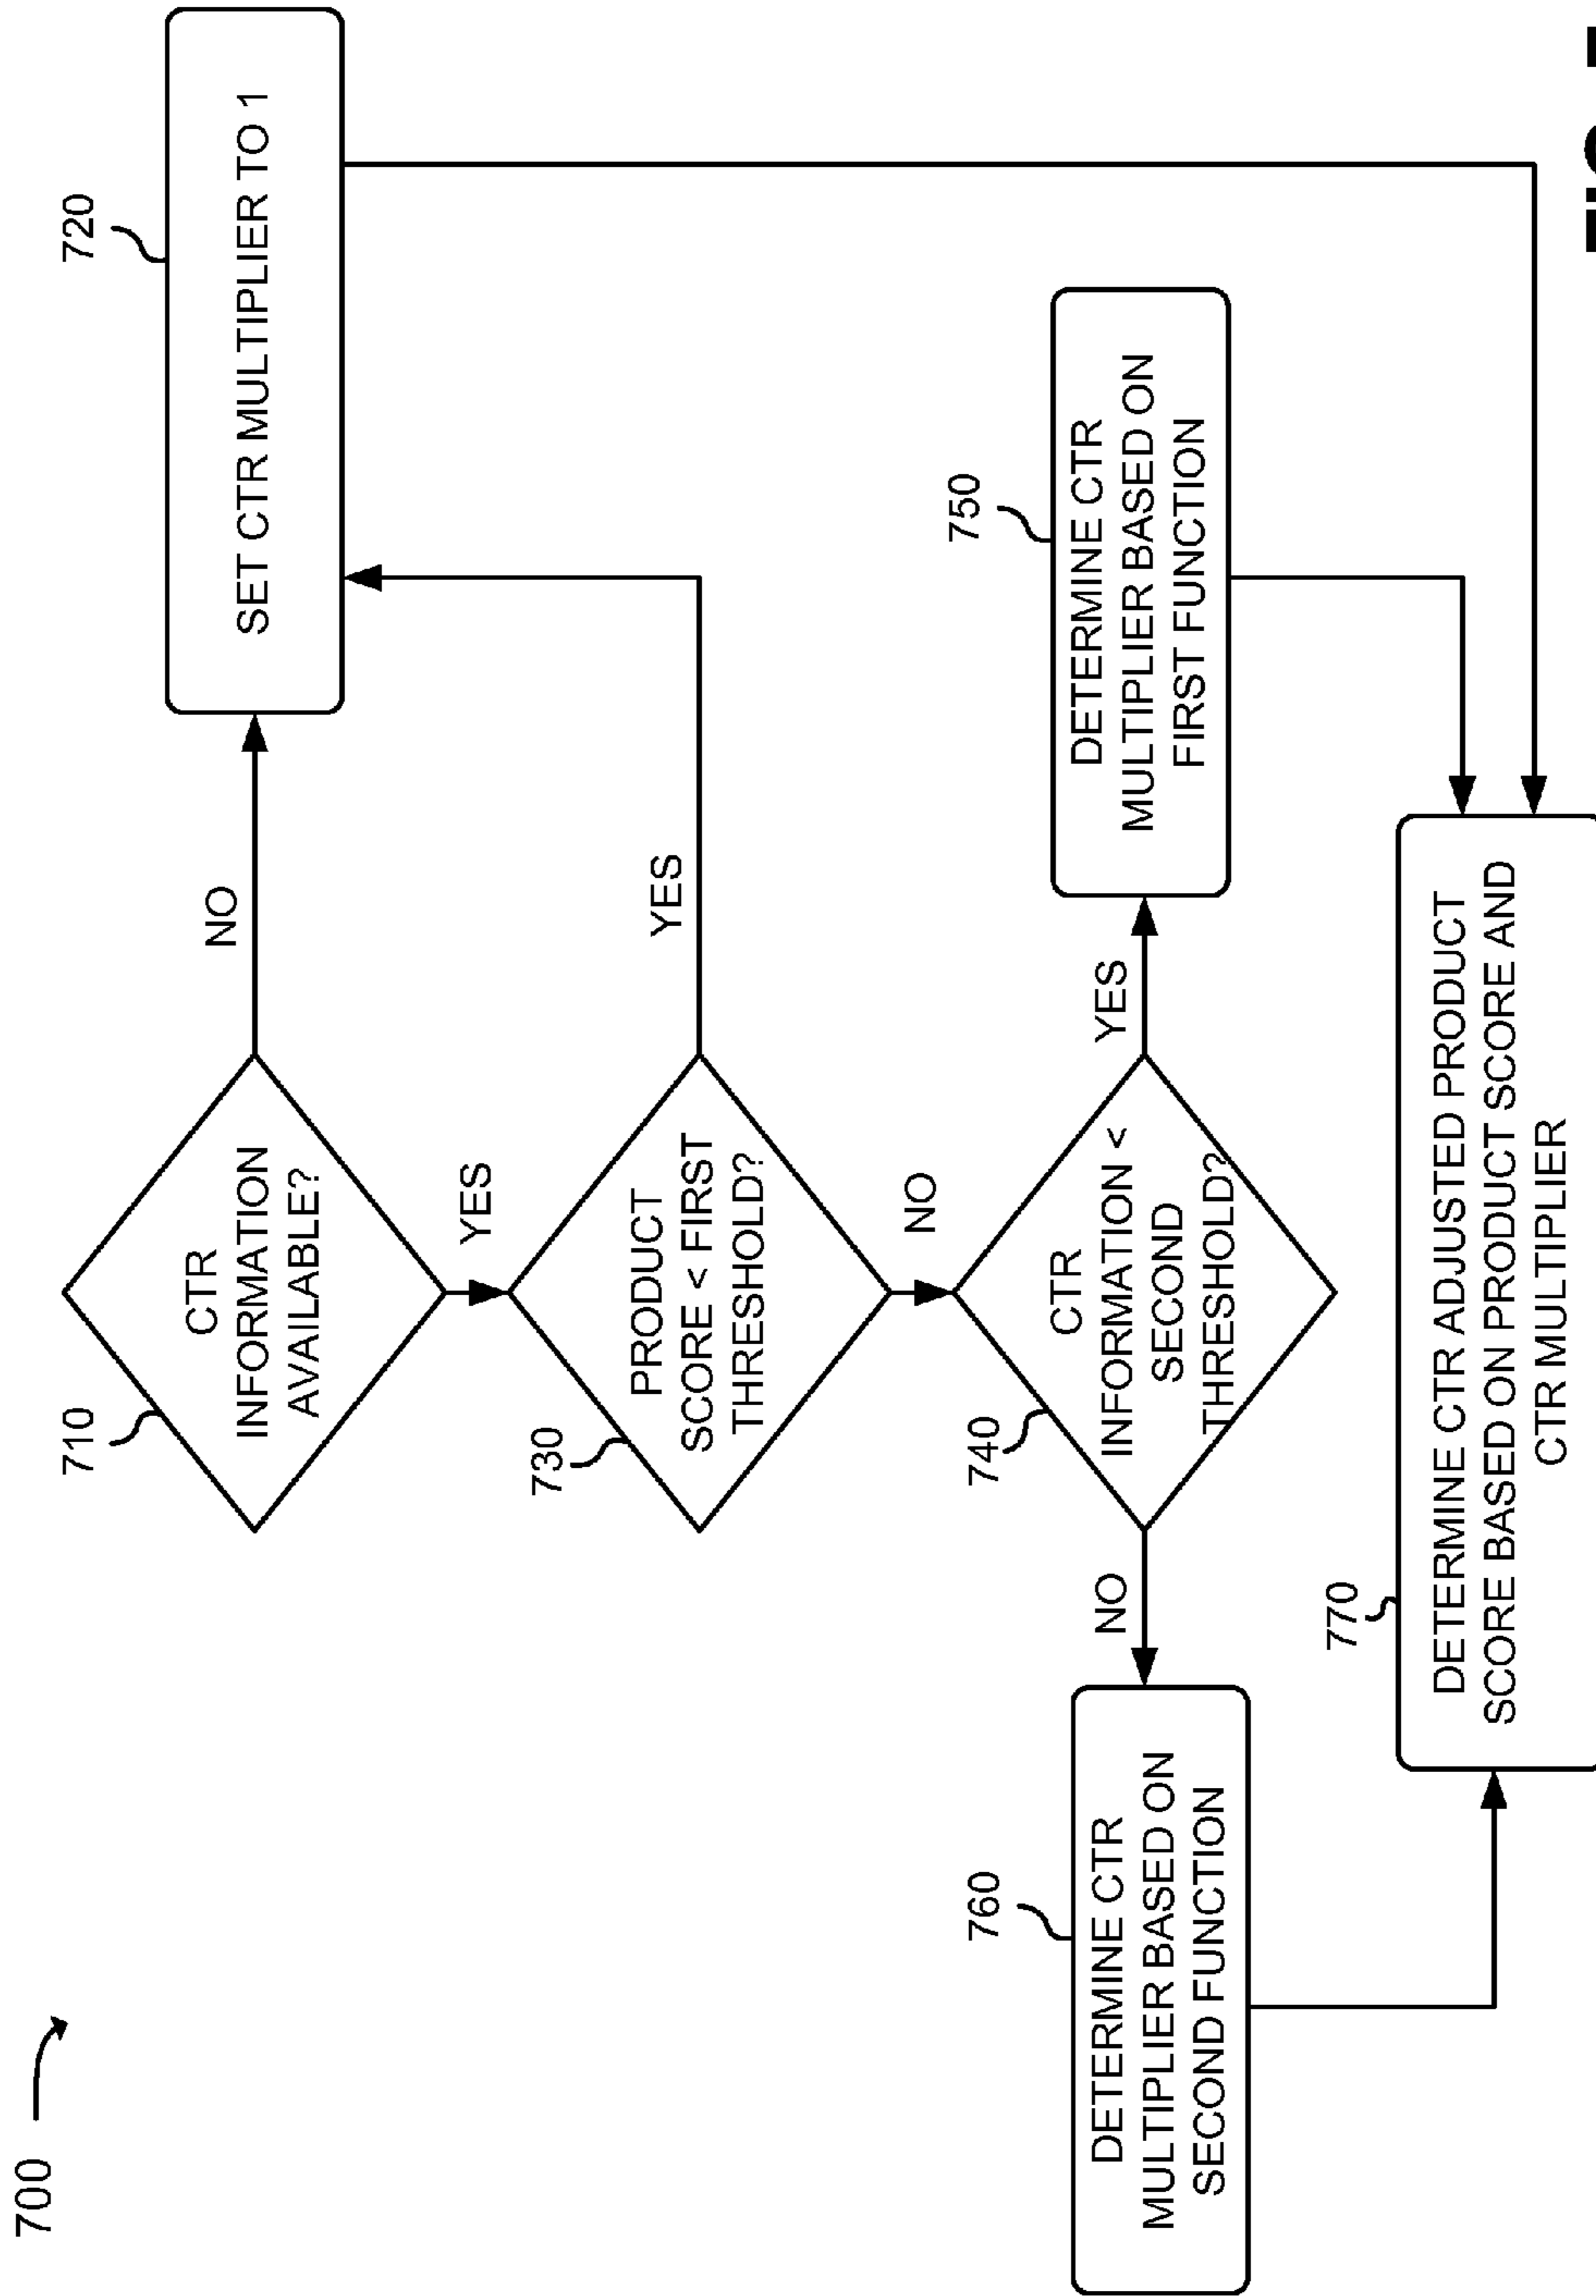 700
710
CTR
INFORMATION
AVAILABLE?
NO
720
SET CTR MULTIPLIER TO 1
YES
730
PRODUCT
SCORE < FIRST
THRESHOLD?
YES
NO
740
CTR
INFORMATION <
SECOND
THRESHOLD?
YES
750
DETERMINE CTR
MULTIPLIER BASED ON
FIRST FUNCTION
NO
760
DETERMINE CTR
MULTIPLIER BASED ON
SECOND FUNCTION
770
DETERMINE CTR ADJUSTED PRODUCT
SCORE BASED ON PRODUCT SCORE AND
CTR MULTIPLIER